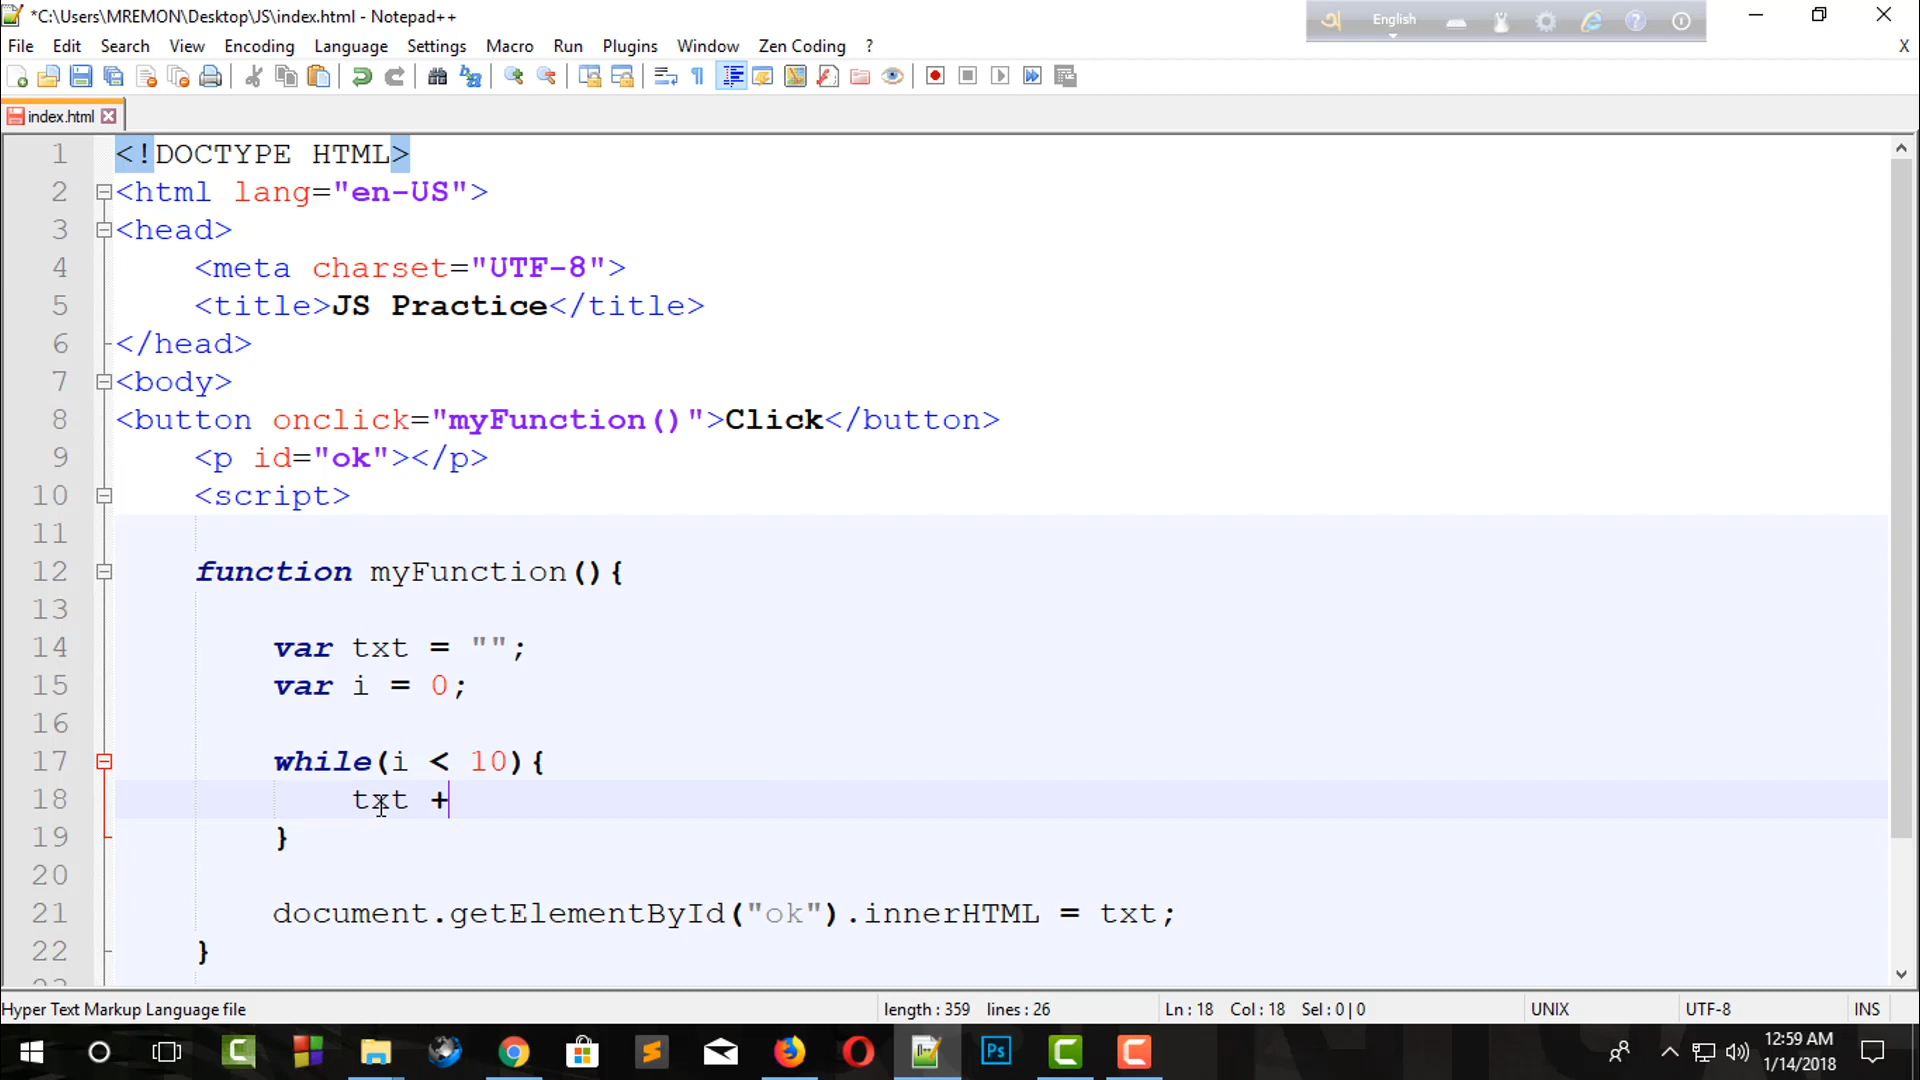 *C:\Users\MREMON\Desktop\JS\index.html - Notepad++
English
File Edit Search View Encoding Language Settings Macro Run Plugins Window Zen Coding ? X
index.html
1 <!DOCTYPE HTML>
2 <html lang="en-US">
3 <head>
4 <meta charset="UTF-8">
5 <title>JS Practice</title>
6 </head>
7 <body>
8 <button onclick="myFunction()">Click</button>
9 <p id="ok"></p>
10 <script>
11
12 function myFunction(){
13
14 var txt = "";
15 var i = 0;
16
17 while(i < 10){
18 txt +
19 }
20
21 document.getElementById("ok").innerHTML = txt;
22 }
Hyper Text Markup Language file length : 359 lines : 26 Ln : 18 Col : 18 Sel : 0 | 0 UNIX UTF-8 INS
Ps
12:59 AM
1/14/2018